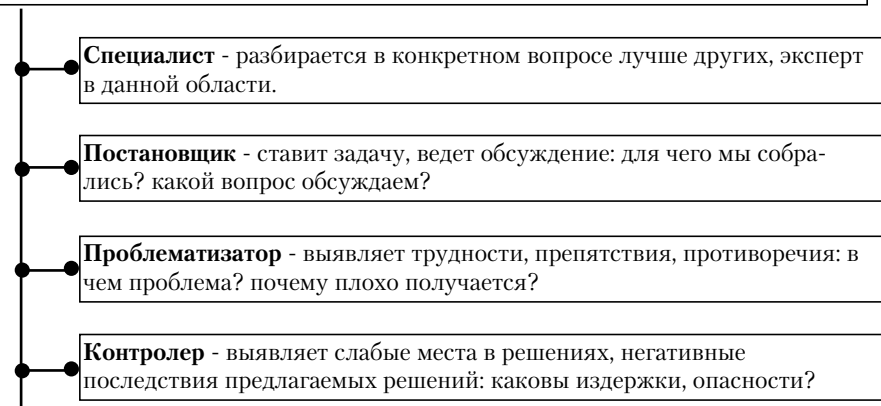 Специалист - разбирается в конкретном вопросе лучше других, эксперт
в данной области.
Постановщик - ставит задачу, ведет обсуждение: для чего мы собра-
лись? какой вопрос обсуждаем?
Проблематизатор - выявляет трудности, препятствия, противоречия: в
чем проблема? почему плохо получается?
Контролер - выявляет слабые места в решениях, негативные
последствия предлагаемых решений: каковы издержки, опасности?